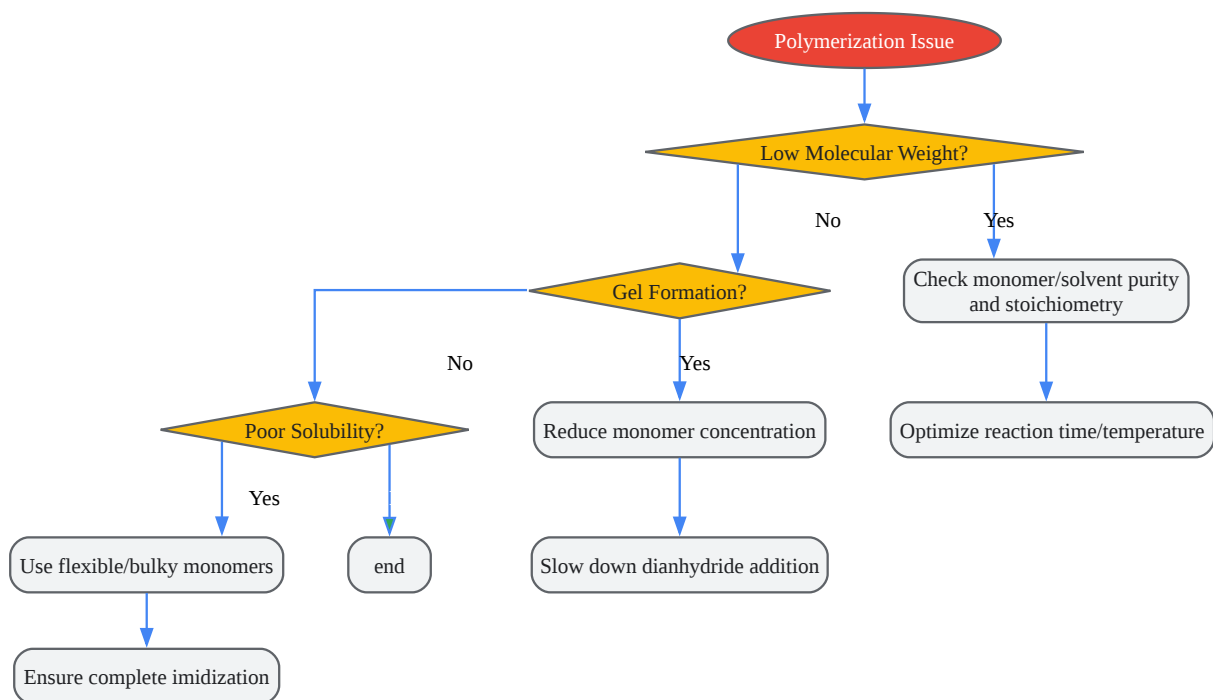 Polymerization Issue
Low Molecular Weight?
No
Yes
Check monomer/solvent purity
and stoichiometry
Gel Formation?
No
Yes
Poor Solubility?
Reduce monomer concentration
Optimize reaction time/temperature
Yes
Use flexible/bulky monomers
end
Slow down dianhydride addition
Ensure complete imidization